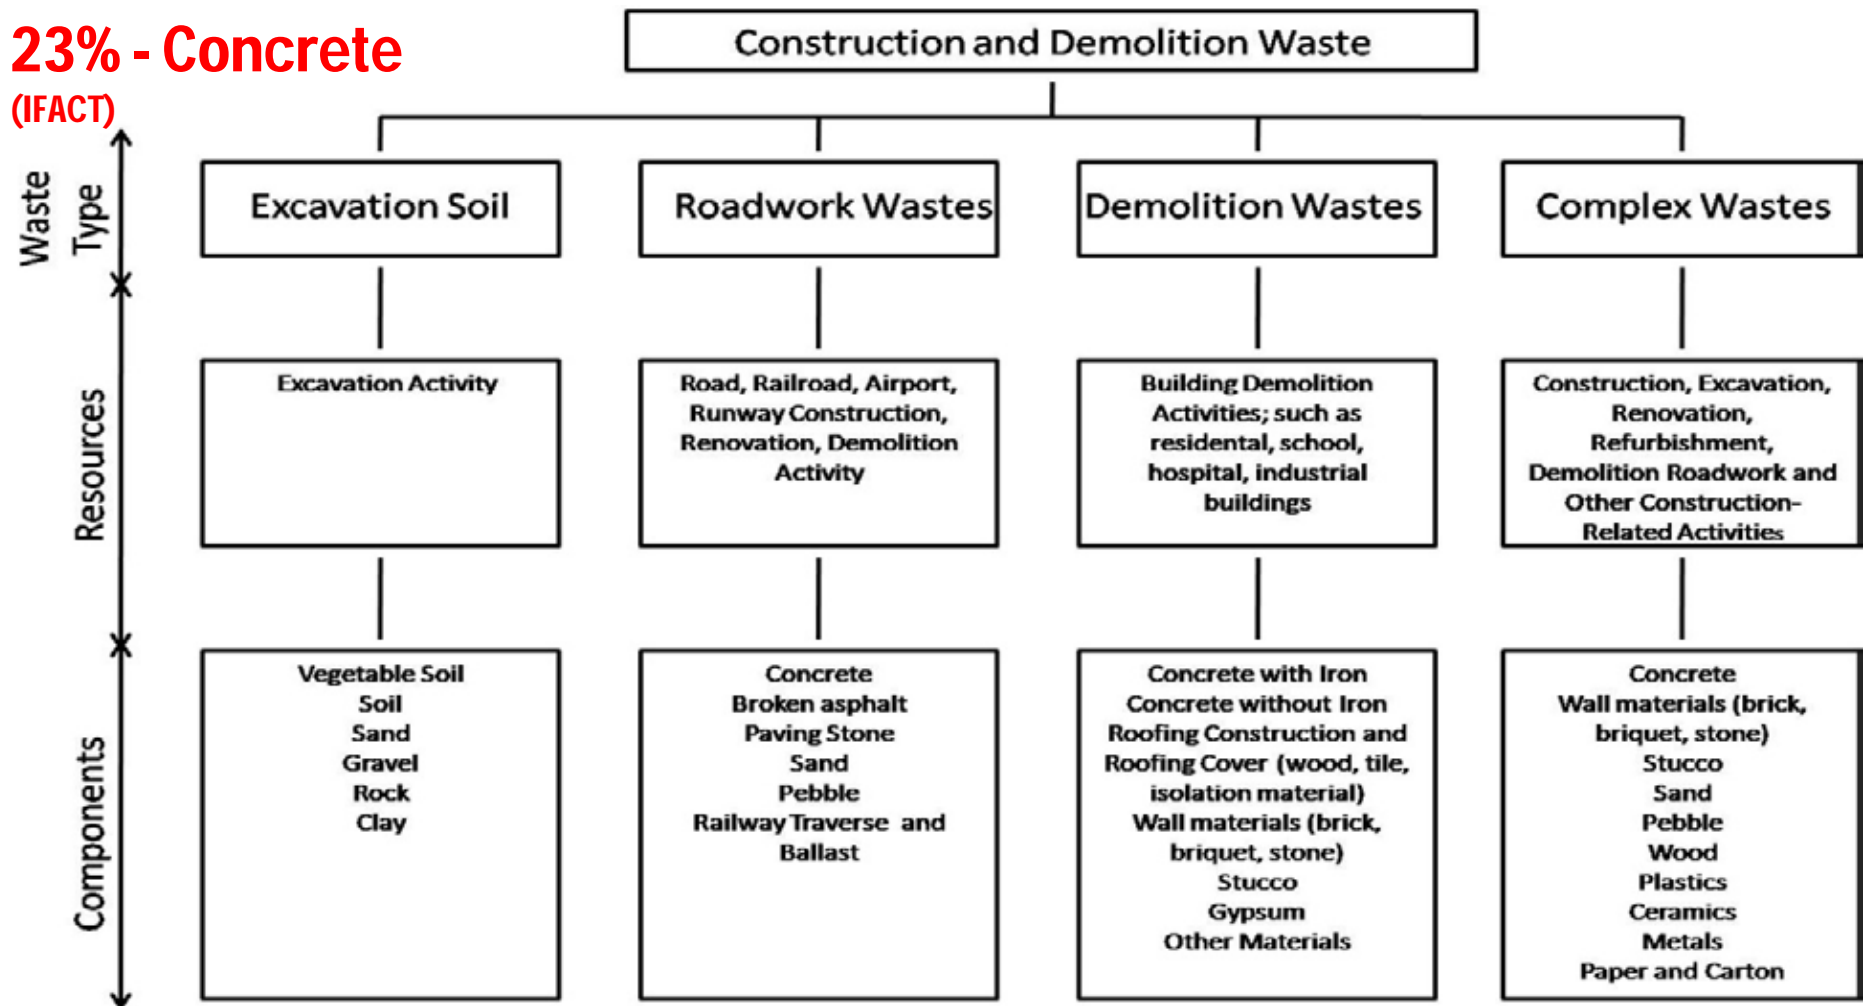 23% - Concrete
(IFACT)
Construction and Demolition Waste
Waste
Type
Excavation Soil
Roadwork Wastes
Demolition Wastes
Complex Wastes
Resources
Excavation Activity
Road, Railroad, Airport,
Runway Construction,
Renovation, Demolition
Activity
Building Demolition
Activities; such as
residental, school,
hospital, industrial
buildings
Construction, Excavation,
Renovation,
Refurbishment,
Demolition Roadwork and
Other Construction-
Related Activities
Components
Vegetable Soil
Soil
Sand
Gravel
Rock
Clay
Concrete
Broken asphalt
Paving Stone
Sand
Pebble
Railway Traverse and
Ballast
Concrete with Iron
Concrete without Iron
Roofing Construction and
Roofing Cover (wood, tile,
isolation material)
Wall materials (brick,
briquet, stone)
Stucco
Gypsum
Other Materials
Concrete
Wall materials (brick,
briquet, stone)
Stucco
Sand
Pebble
Wood
Plastics
Ceramics
Metals
Paper and Carton